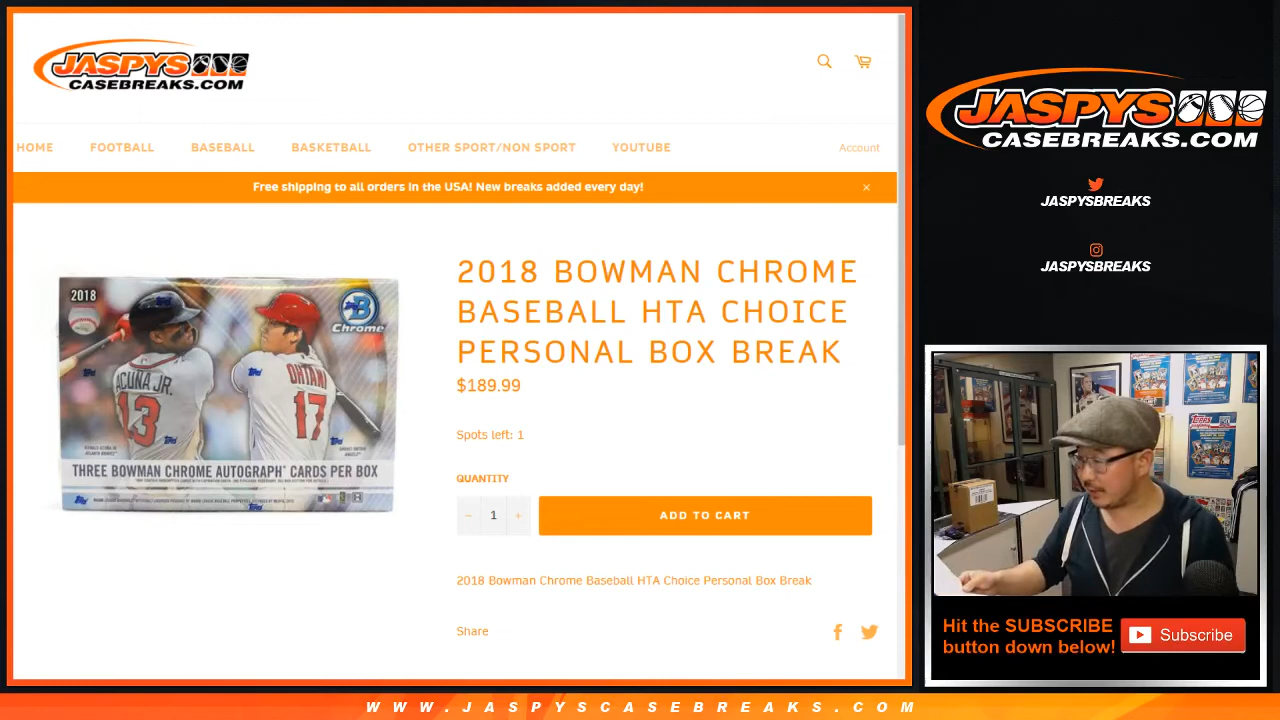 JASPYS
CASEBREAKS.COM
HOME FOOTBALL BASEBALL BASKETBALL OTHER SPORT/NON SPORT YOUTUBE Account
Free shipping to all orders in the USA! New breaks added every day! ×
2018
Chrome
ACUNA JR.
13
OHTANI
17
THREE BOWMAN CHROME AUTOGRAPH* CARDS PER BOX
topps
2018 BOWMAN CHROME
BASEBALL HTA CHOICE
PERSONAL BOX BREAK
$189.99
Spots left: 1
QUANTITY
− 1 +
ADD TO CART
2018 Bowman Chrome Baseball HTA Choice Personal Box Break
Share
JASPYS
CASEBREAKS.COM
JASPYSBREAKS
JASPYSBREAKS
Hit the SUBSCRIBE
button down below!
Subscribe
WWW.JASPYSCASEBREAKS.COM